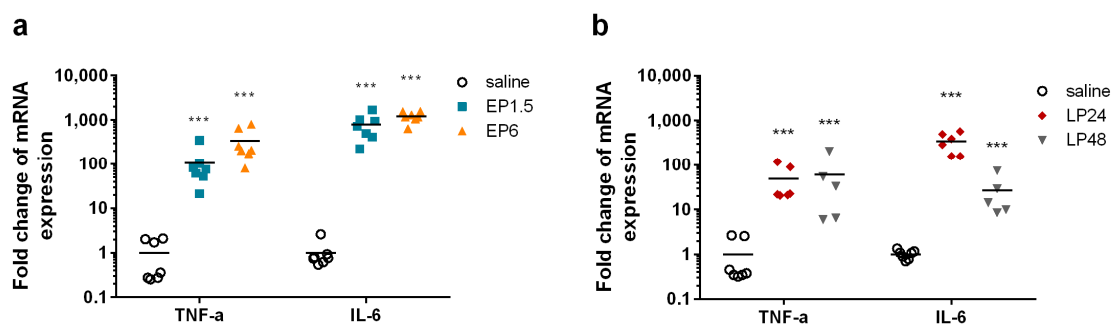 a
Fold change of mRNA
expression
10,000
1,000
100
10
1
0.1
***
***
***
***
TNF-a
IL-6
saline
EP1.5
EP6
b
Fold change of mRNA
expression
10,000
1,000
100
10
1
0.1
***
***
***
***
TNF-a
IL-6
saline
LP24
LP48